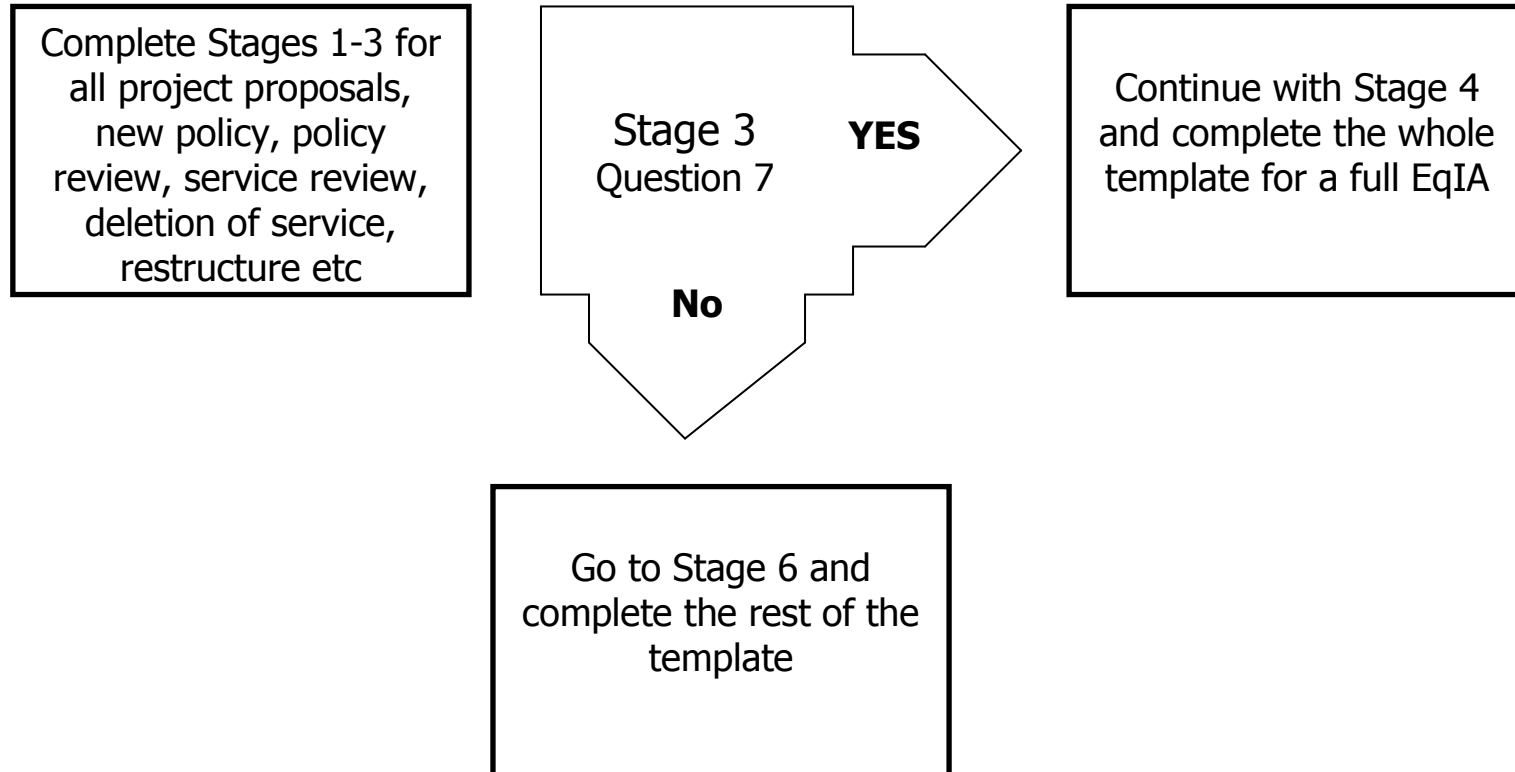 Complete Stages 1-3 for
all project proposals,
new policy, policy
review, service review,
deletion of service,
restructure etc
Stage 3
Question 7
YES
No
Continue with Stage 4
and complete the whole
template for a full EqIA
Go to Stage 6 and
complete the rest of the
template